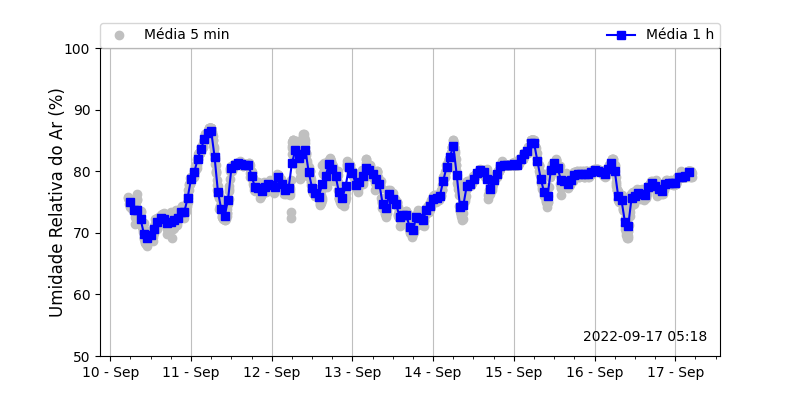 Média 5 min
Média 1 h
Umidade Relativa do Ar (%)
100
90
80
70
60
50
2022-09-17 05:18
10 - Sep
11 - Sep
12 - Sep
13 - Sep
14 - Sep
15 - Sep
16 - Sep
17 - Sep